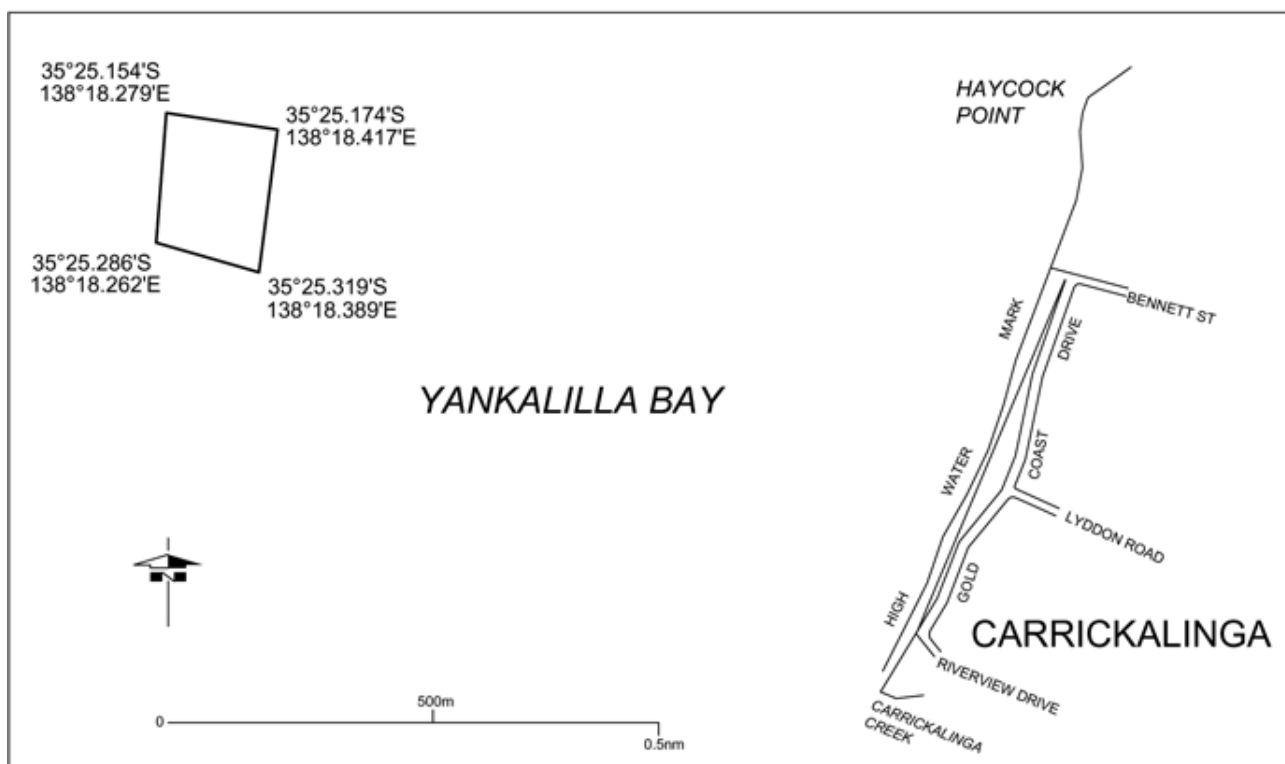 35°25.154'S
138°18.279'E
35°25.174'S
138°18.417'E
35°25.286'S
138°18.262'E
35°25.319'S
138°18.389'E
HAYCOCK
POINT
BENNETT ST
YANKALILLA BAY
HIGH WATER MARK
GOLD COAST DRIVE
LYDDON ROAD
CARRICKALINGA
RIVERVIEW DRIVE
CARRICKALINGA
CREEK
N
0
500m
0.5nm